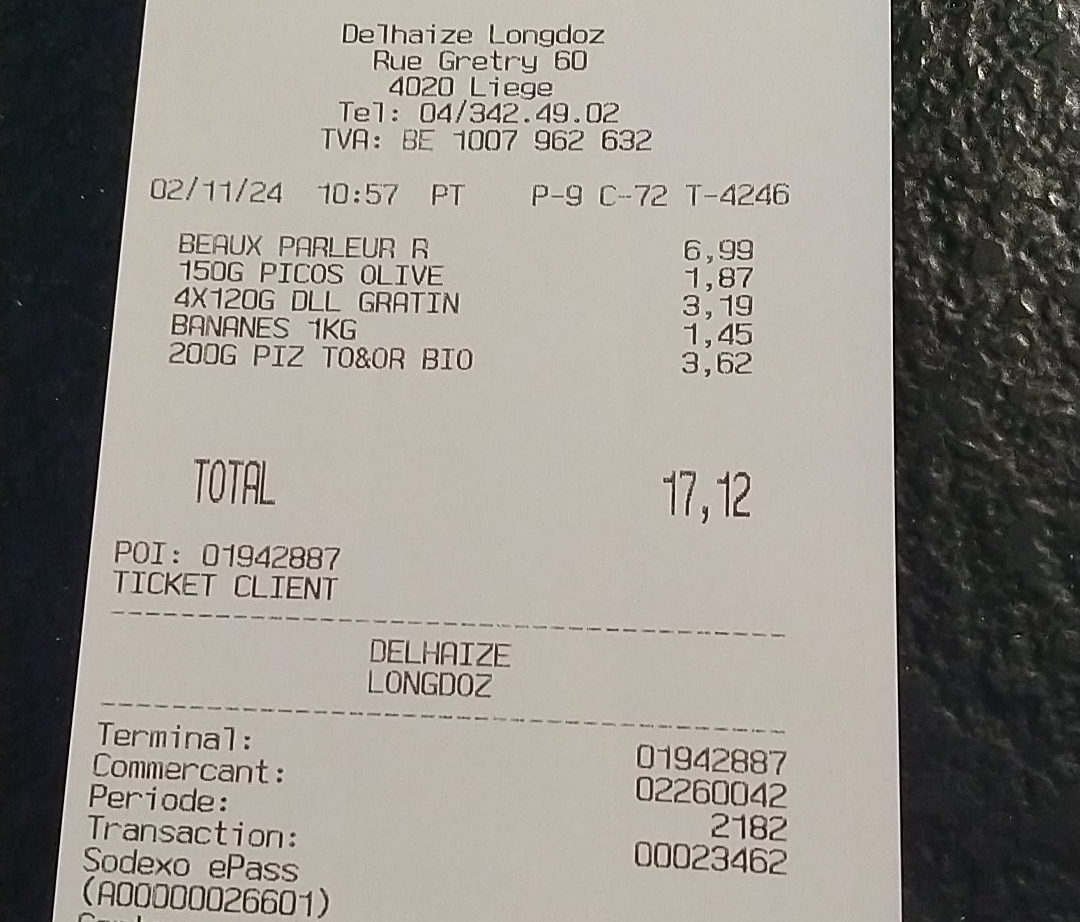 Delhaize Longdoz
Rue Gretry 60
4020 Liege
Tel: 04/342.49.02
TVA: BE 1007 962 632
02/11/24 10:57 PT P-9 C-72 T-4246
BEAUX PARLEUR R 6,99
150G PICOS OLIVE 1,87
4X120G DLL GRATIN 3,19
BANANES 1KG 1,45
200G PIZ TO&OR BIO 3,62
TOTAL 17,12
POI: 01942887
TICKET CLIENT
DELHAIZE
LONGDOZ
Terminal: 01942887
Commercant: 02260042
Periode: 2182
Transaction: 00023462
Sodexo ePass
(A00000026601)